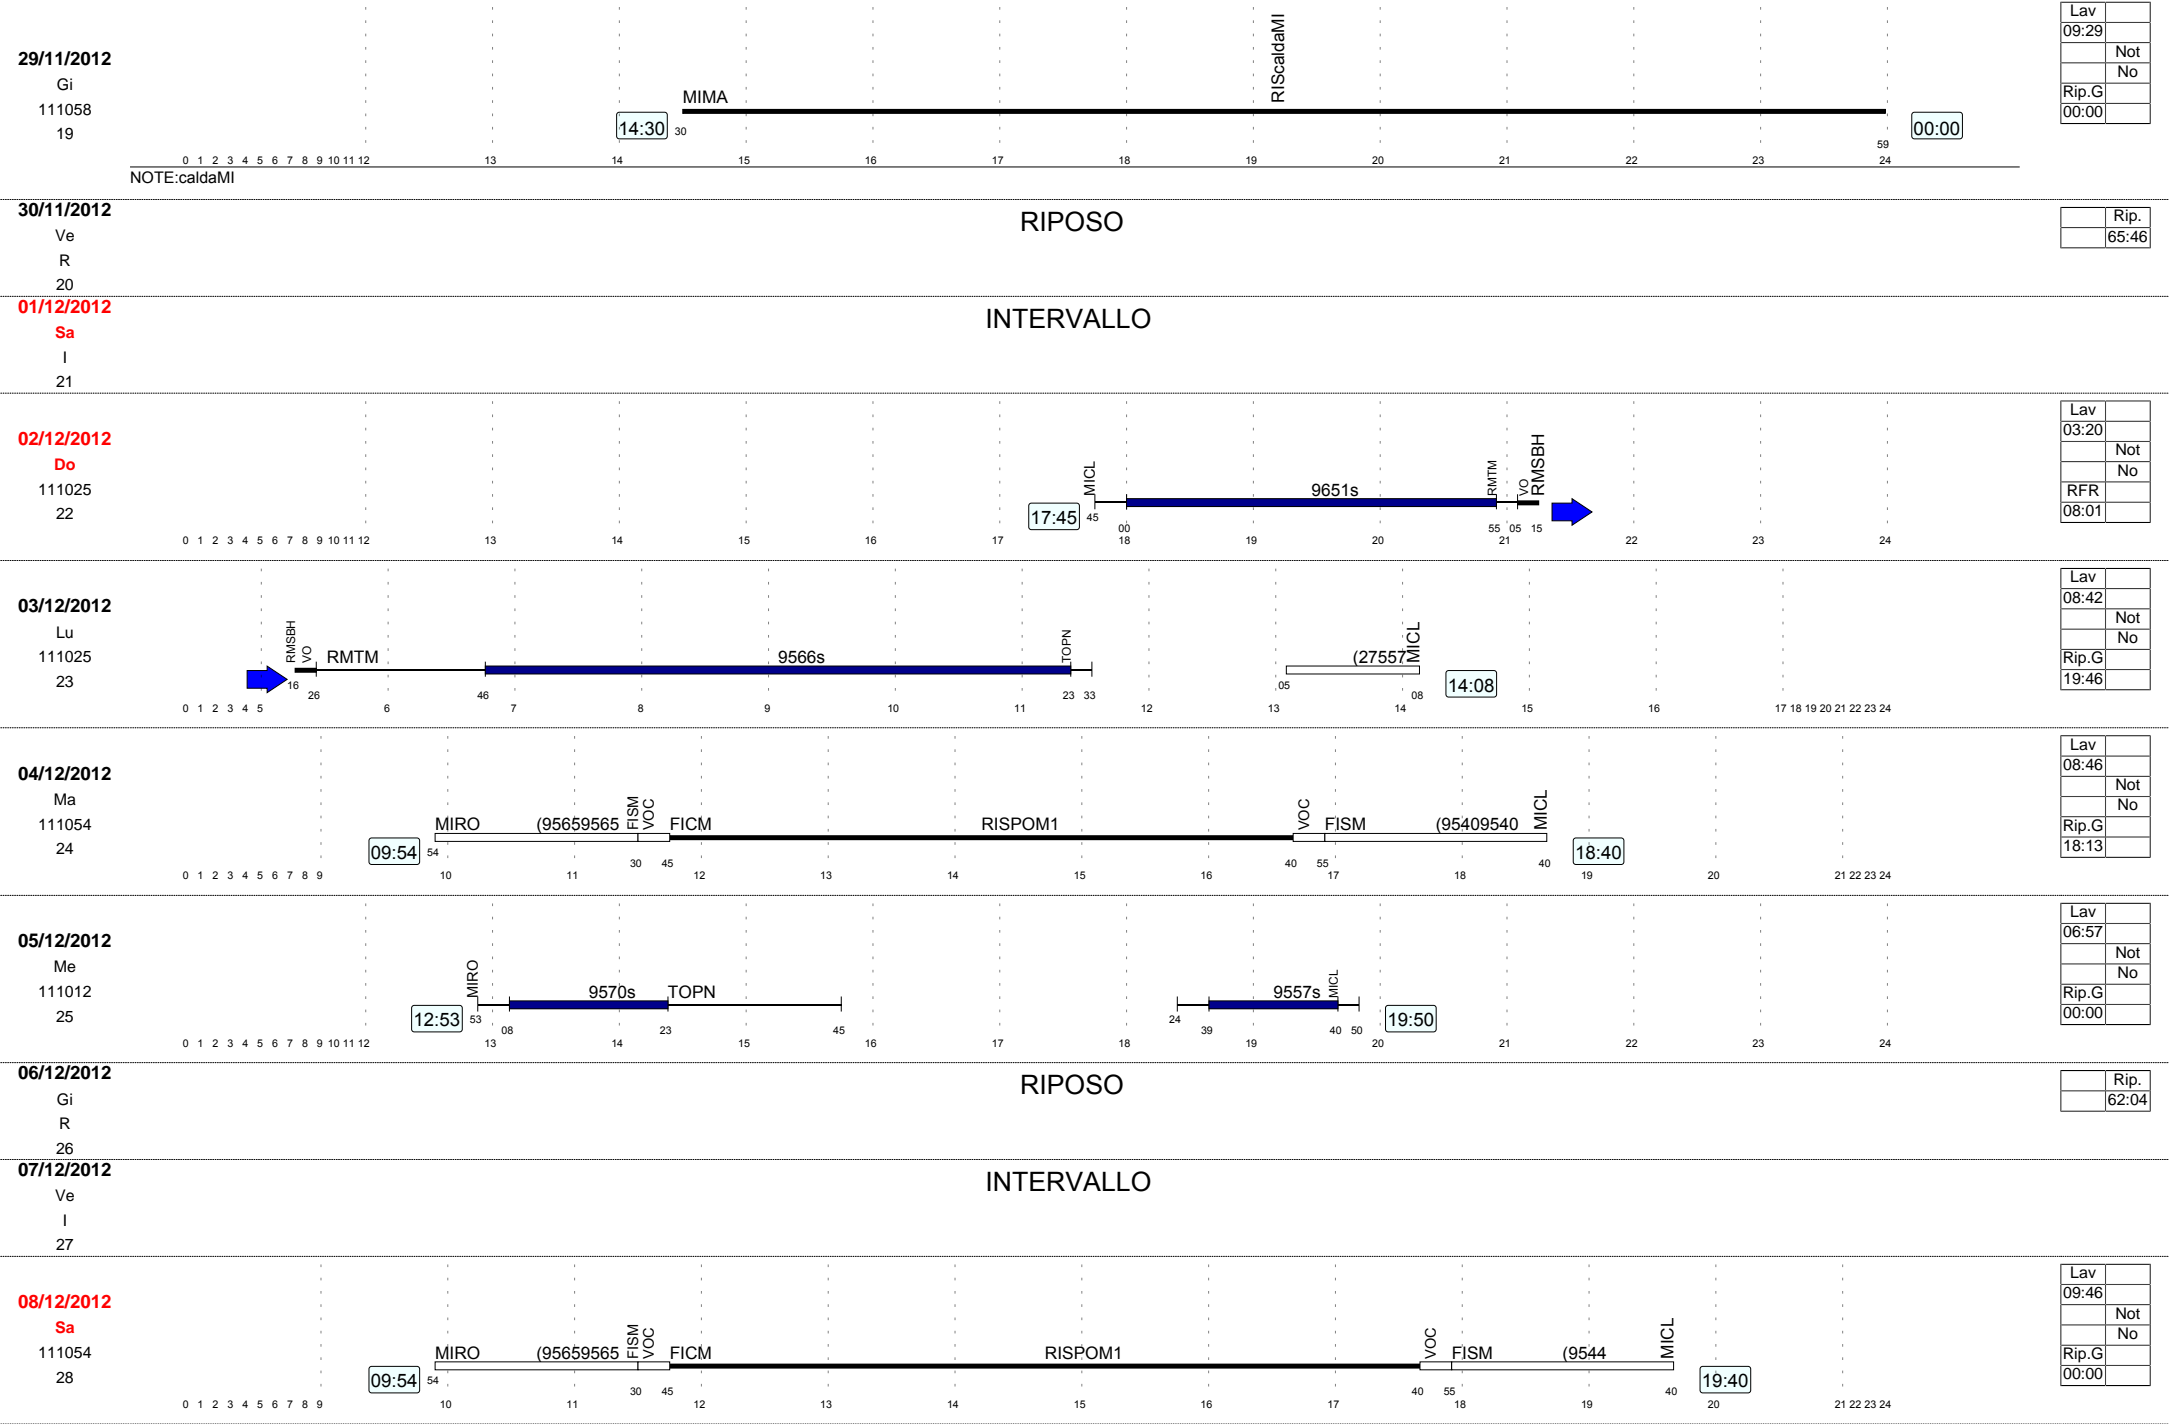 29/11/2012
Gi
111058
19
MIMA
RIScaldaMI
14:30
30
59
00:00
0 1 2 3 4 5 6 7 8 9 10 11 12 13 14 15 16 17 18 19 20 21 22 23 24
NOTE:caldaMI
Lav
09:29
Not
No
Rip.G
00:00
30/11/2012
Ve
R
20
RIPOSO
Rip.
65:46
01/12/2012
Sa
I
21
INTERVALLO
02/12/2012
Do
111025
22
17:45
MICL
45
00
9651s
RMTM
VO
RMSBH
55 05 15
0 1 2 3 4 5 6 7 8 9 10 11 12 13 14 15 16 17 18 19 20 21 22 23 24
Lav
03:20
Not
No
RFR
08:01
03/12/2012
Lu
111025
23
RMSBH
VO
RMTM
9566s
TOPN
(27557
MICL
16 26 46 23 33 05 08
14:08
0 1 2 3 4 5 6 7 8 9 10 11 12 13 14 15 16 17 18 19 20 21 22 23 24
Lav
08:42
Not
No
Rip.G
19:46
04/12/2012
Ma
111054
24
09:54
MIRO
(95659565
FISM
VOC
FICM
RISPOM1
VOC
FISM
(95409540
MICL
54 30 45 40 55 40
18:40
0 1 2 3 4 5 6 7 8 9 10 11 12 13 14 15 16 17 18 19 20 21 22 23 24
Lav
08:46
Not
No
Rip.G
18:13
05/12/2012
Me
111012
25
12:53
MIRO
9570s
TOPN
9557s
MICL
53 08 23 45 24 39 40 50
19:50
0 1 2 3 4 5 6 7 8 9 10 11 12 13 14 15 16 17 18 19 20 21 22 23 24
Lav
06:57
Not
No
Rip.G
00:00
06/12/2012
Gi
R
26
RIPOSO
Rip.
62:04
07/12/2012
Ve
I
27
INTERVALLO
08/12/2012
Sa
111054
28
09:54
MIRO
(95659565
FISM
VOC
FICM
RISPOM1
VOC
FISM
(9544
MICL
54 30 45 40 55 40
19:40
0 1 2 3 4 5 6 7 8 9 10 11 12 13 14 15 16 17 18 19 20 21 22 23 24
Lav
09:46
Not
No
Rip.G
00:00